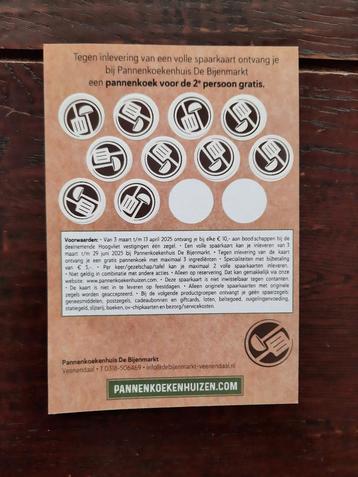 Tegen inlevering van een volle spaarkaart ontvang je
bij Pannenkoekenhuis De Bijenmarkt
een pannenkoek voor de 2e persoon gratis.
Voorwaarden: • Van 3 maart t/m 13 april 2025 ontvang je bij elke € 10,- aan boodschappen bij de
deelnemende Hoogvliet vestigingen één zegel. • Een volle spaarkaart kan je inleveren van 3
maart t/m 29 juni 2025 bij Pannenkoekenhuis De Bijenmarkt. • Tegen inlevering van de kaart
ontvang je één gratis pannenkoek met maximaal 3 ingrediënten • Specialiteiten met bijbetaling
van € 5,-. • Per keer/gezelschap/tafel kan je maximaal 2 volle spaarkaarten inleveren.
• Niet geldig in combinatie met andere acties. • Alleen op reservering. Dat kan gemakkelijk via onze
website: www.pannenkoekenhuizen.com. • Deze spaarkaart is niet inwisselbaar voor contanten
• De kaart is niet in te leveren op feestdagen. • Alleen originele spaarkaarten met originele
zegels worden geaccepteerd. • Bij de volgende productgroepen ontvang je geen spaarzegels:
geneesmiddelen, postzegels, cadeaubonnen en giftcards, loten, beltegoed, zuigelingenvoeding,
statiegeld, slijterij, boeken, ov-chipkaarten en bezorg/servicekosten.
Pannenkoekenhuis De Bijenmarkt
Veenendaal • T 0318-506469 • info@debijenmarkt-veenendaal.nl
PANNENKOEKENHUIZEN.COM